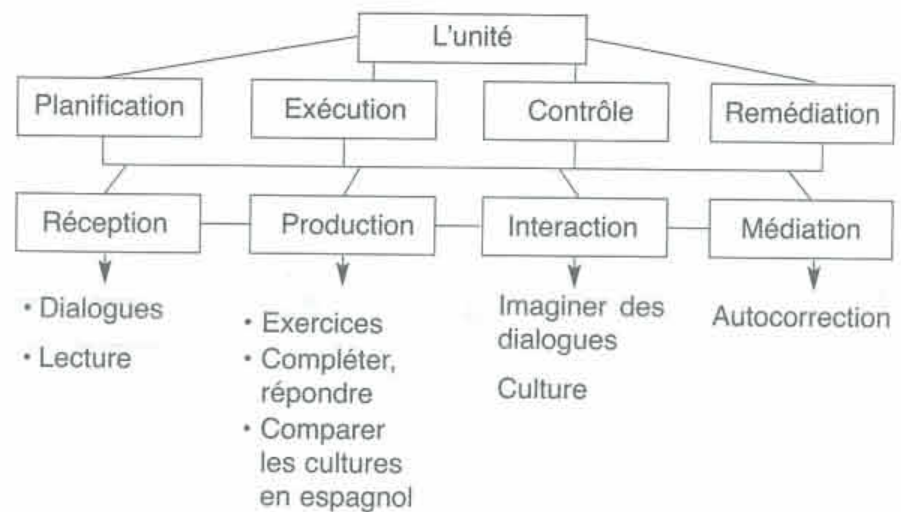 L'unité
Planification
Exécution
Contrôle
Remédiation
Réception
Production
Interaction
Médiation
• Dialogues
• Lecture
• Exercices
• Compléter,
répondre
• Comparer
les cultures
en espagnol
Imaginer des
dialogues
Culture
Autocorrection